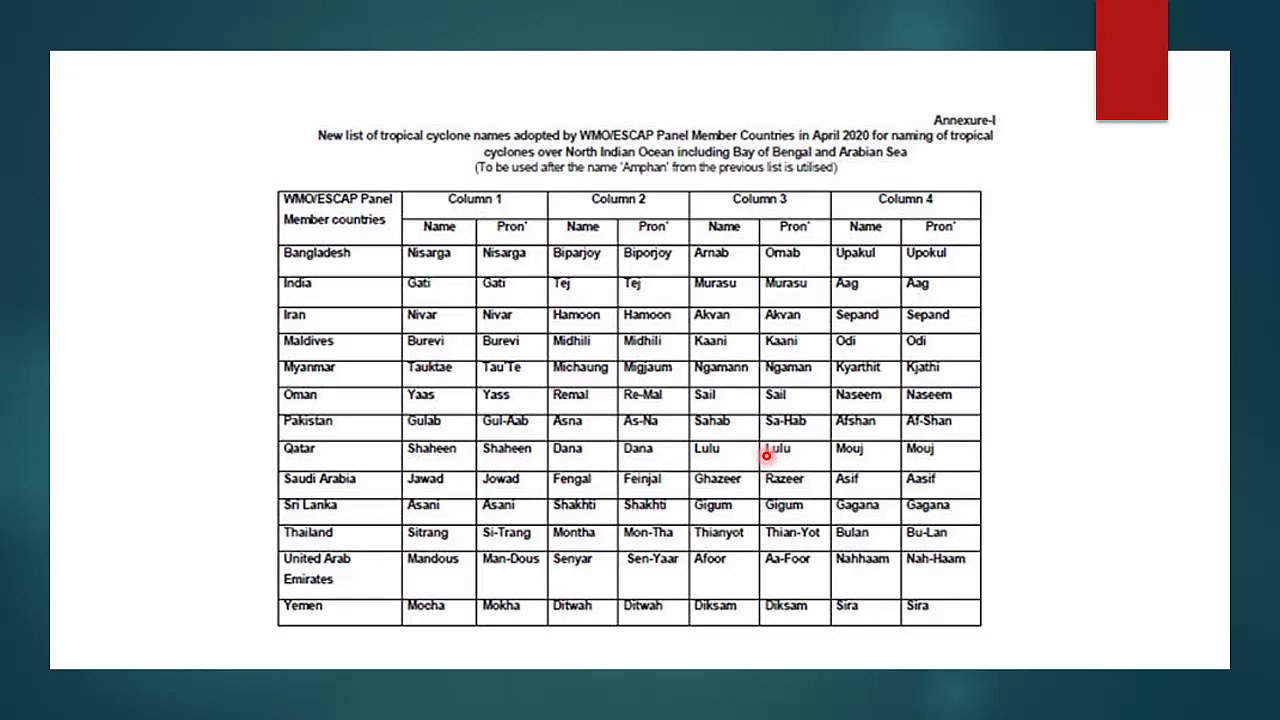 Annexure-I
New list of tropical cyclone names adopted by WMO/ESCAP Panel Member Countries in April 2020 for naming of tropical
cyclones over North Indian Ocean including Bay of Bengal and Arabian Sea
(To be used after the name 'Amphan' from the previous list is utilised)
WMO/ESCAP Panel Member countries Column 1 Column 2 Column 3 Column 4
Name Pron* Name Pron* Name Pron* Name Pron*
Bangladesh Nisarga Nisarga Biparjoy Biporjoy Arnab Ornab Upakul Upokul
India Gati Gati Tej Tej Murasu Murasu Aag Aag
Iran Nivar Nivar Hamoon Hamoon Akvan Akvan Sepand Sepand
Maldives Burevi Burevi Midhili Midhili Kaani Kaani Odi Odi
Myanmar Tauktae Tau'Te Michaung Migjaum Ngamann Ngaman Kyarthit Kjathi
Oman Yaas Yass Remal Re-Mal Sail Sail Naseem Naseem
Pakistan Gulab Gul-Aab Asna As-Na Sahab Sa-Hab Afshan Af-Shan
Qatar Shaheen Shaheen Dana Dana Lulu Lulu Mouj Mouj
Saudi Arabia Jawad Jowad Fengal Feinjal Ghazeer Razeer Asif Aasif
Sri Lanka Asani Asani Shakhti Shakhti Gigum Gigum Gagana Gagana
Thailand Sitrang Si-Trang Montha Mon-Tha Thianyot Thian-Yot Bulan Bu-Lan
United Arab Emirates Mandous Man-Dous Senyar Sen-Yaar Afoor Aa-Foor Nahhaam Nah-Haam
Yemen Mocha Mokha Ditwah Ditwah Diksam Diksam Sira Sira